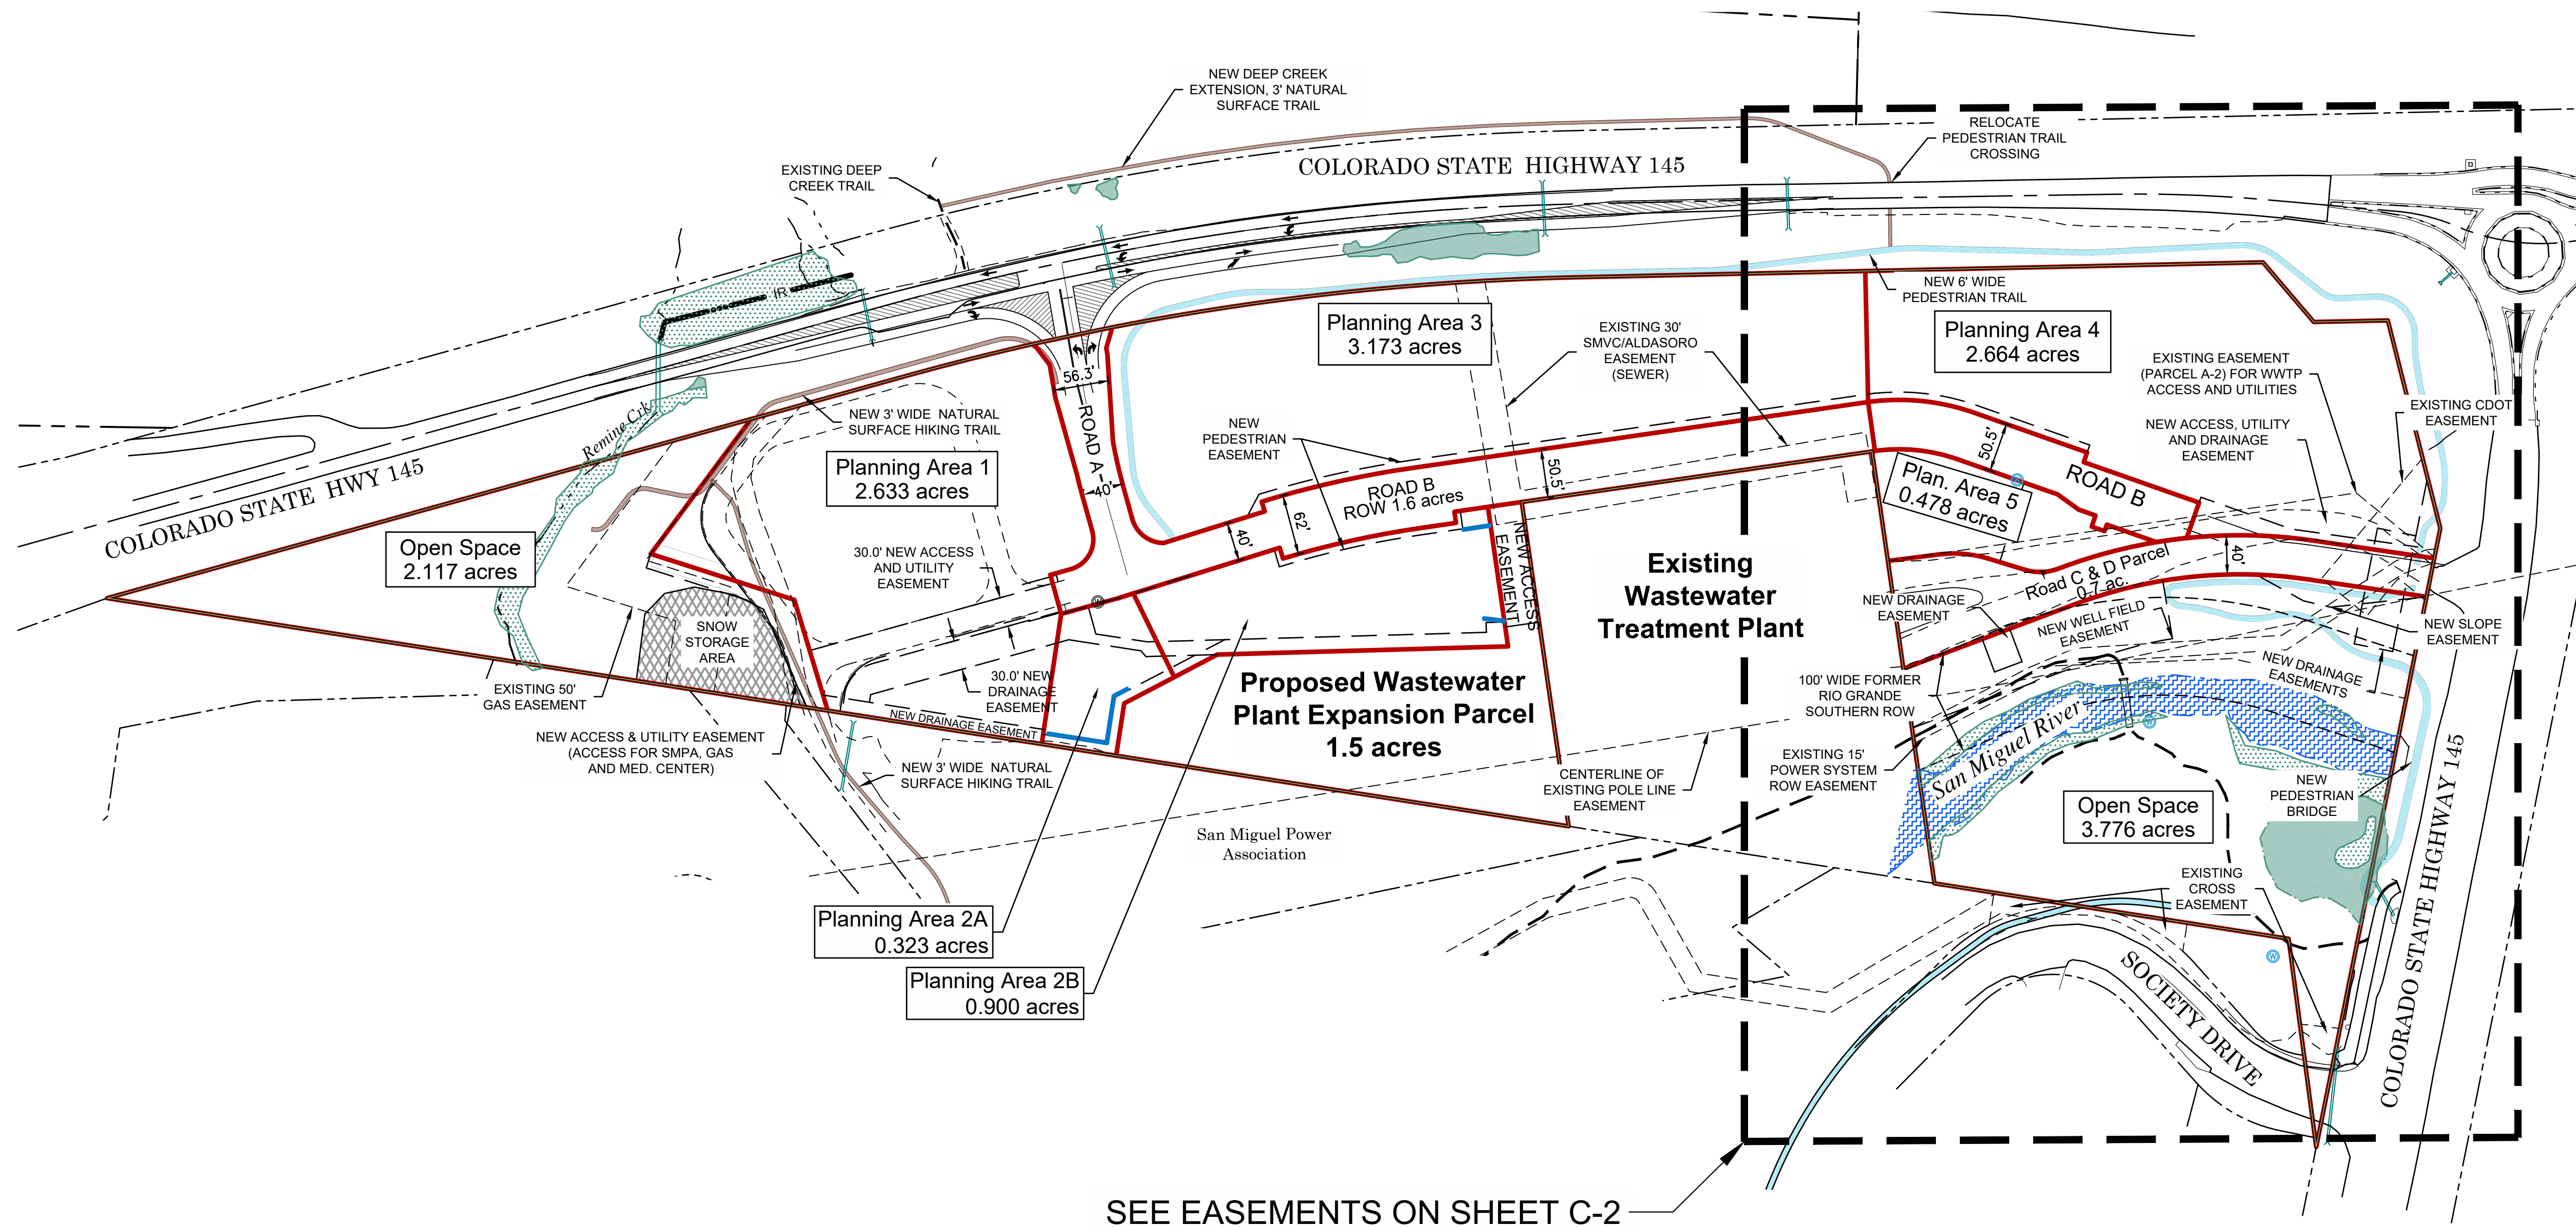 NEW DEEP CREEK
EXTENSION, 3' NATURAL
SURFACE TRAIL
RELOCATE
PEDESTRIAN TRAIL
CROSSING
COLORADO STATE HIGHWAY 145
EXISTING DEEP
CREEK TRAIL
IR
NEW 6' WIDE
PEDESTRIAN TRAIL
Planning Area 3
3.173 acres
EXISTING 30'
SMVC/ALDASORO
EASEMENT
(SEWER)
Planning Area 4
2.664 acres
EXISTING EASEMENT
(PARCEL A-2) FOR WWTP
ACCESS AND UTILITIES
56.3'
EXISTING CDOT
EASEMENT
NEW 3' WIDE NATURAL
SURFACE HIKING TRAIL
Remine Crk
ROAD A
NEW
PEDESTRIAN
EASEMENT
NEW ACCESS, UTILITY
AND DRAINAGE
EASEMENT
50.5'
COLORADO STATE HWY 145
Planning Area 1
2.633 acres
40'
50.5'
ROAD B
ROW 1.6 acres
Plan. Area 5
0.478 acres
ROAD B
62'
40'
Open Space
2.117 acres
30.0' NEW ACCESS
AND UTILITY
EASEMENT
NEW ACCESS
EASEMENT
Existing
Wastewater
Treatment Plant
Road C & D Parcel
0.7 ac.
40'
NEW DRAINAGE
EASEMENT
NEW WELL FIELD
EASEMENT
NEW SLOPE
EASEMENT
SNOW
STORAGE
AREA
EXISTING 50'
GAS EASEMENT
30.0' NEW
DRAINAGE
EASEMENT
NEW DRAINAGE EASEMENT
Proposed Wastewater
Plant Expansion Parcel
1.5 acres
100' WIDE FORMER
RIO GRANDE
SOUTHERN ROW
NEW DRAINAGE
EASEMENTS
San Miguel River
NEW ACCESS & UTILITY EASEMENT
(ACCESS FOR SMPA, GAS
AND MED. CENTER)
NEW 3' WIDE NATURAL
SURFACE HIKING TRAIL
CENTERLINE OF
EXISTING POLE LINE
EASEMENT
EXISTING 15'
POWER SYSTEM
ROW EASEMENT
W
W
W
W
NEW
PEDESTRIAN
BRIDGE
Open Space
3.776 acres
San Miguel Power
Association
EXISTING
CROSS
EASEMENT
Planning Area 2A
0.323 acres
Planning Area 2B
0.900 acres
SOCIETY DRIVE
COLORADO STATE HIGHWAY 145
SEE EASEMENTS ON SHEET C-2